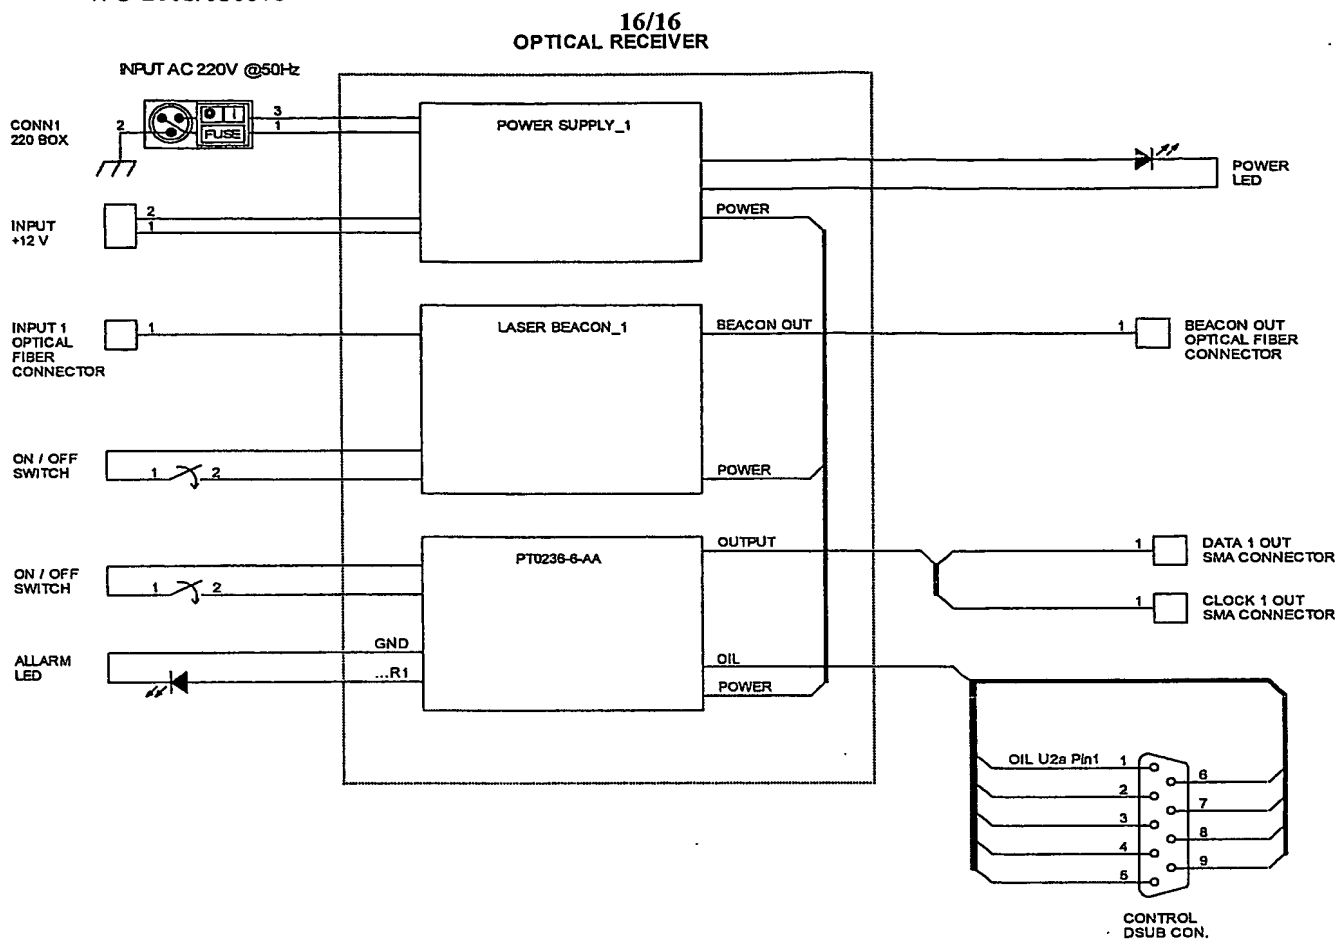 16/16
OPTICAL RECEIVER
INPUT AC 220V @50Hz
CONN1
220 BOX
2
FUSE
3
1
POWER SUPPLY_1
POWER
LED
INPUT
+12 V
2
1
POWER
INPUT 1
OPTICAL
FIBER
CONNECTOR
1
LASER BEACON_1
BEACON OUT
1
BEACON OUT
OPTICAL FIBER
CONNECTOR
ON / OFF
SWITCH
1
2
POWER
PT0236-6-AA
OUTPUT
1
DATA 1 OUT
SMA CONNECTOR
ON / OFF
SWITCH
1
2
1
CLOCK 1 OUT
SMA CONNECTOR
ALLARM
LED
GND
...R1
OIL
POWER
OIL U2a Pin1
1
6
2
7
3
8
4
9
5
CONTROL
DSUB CON.